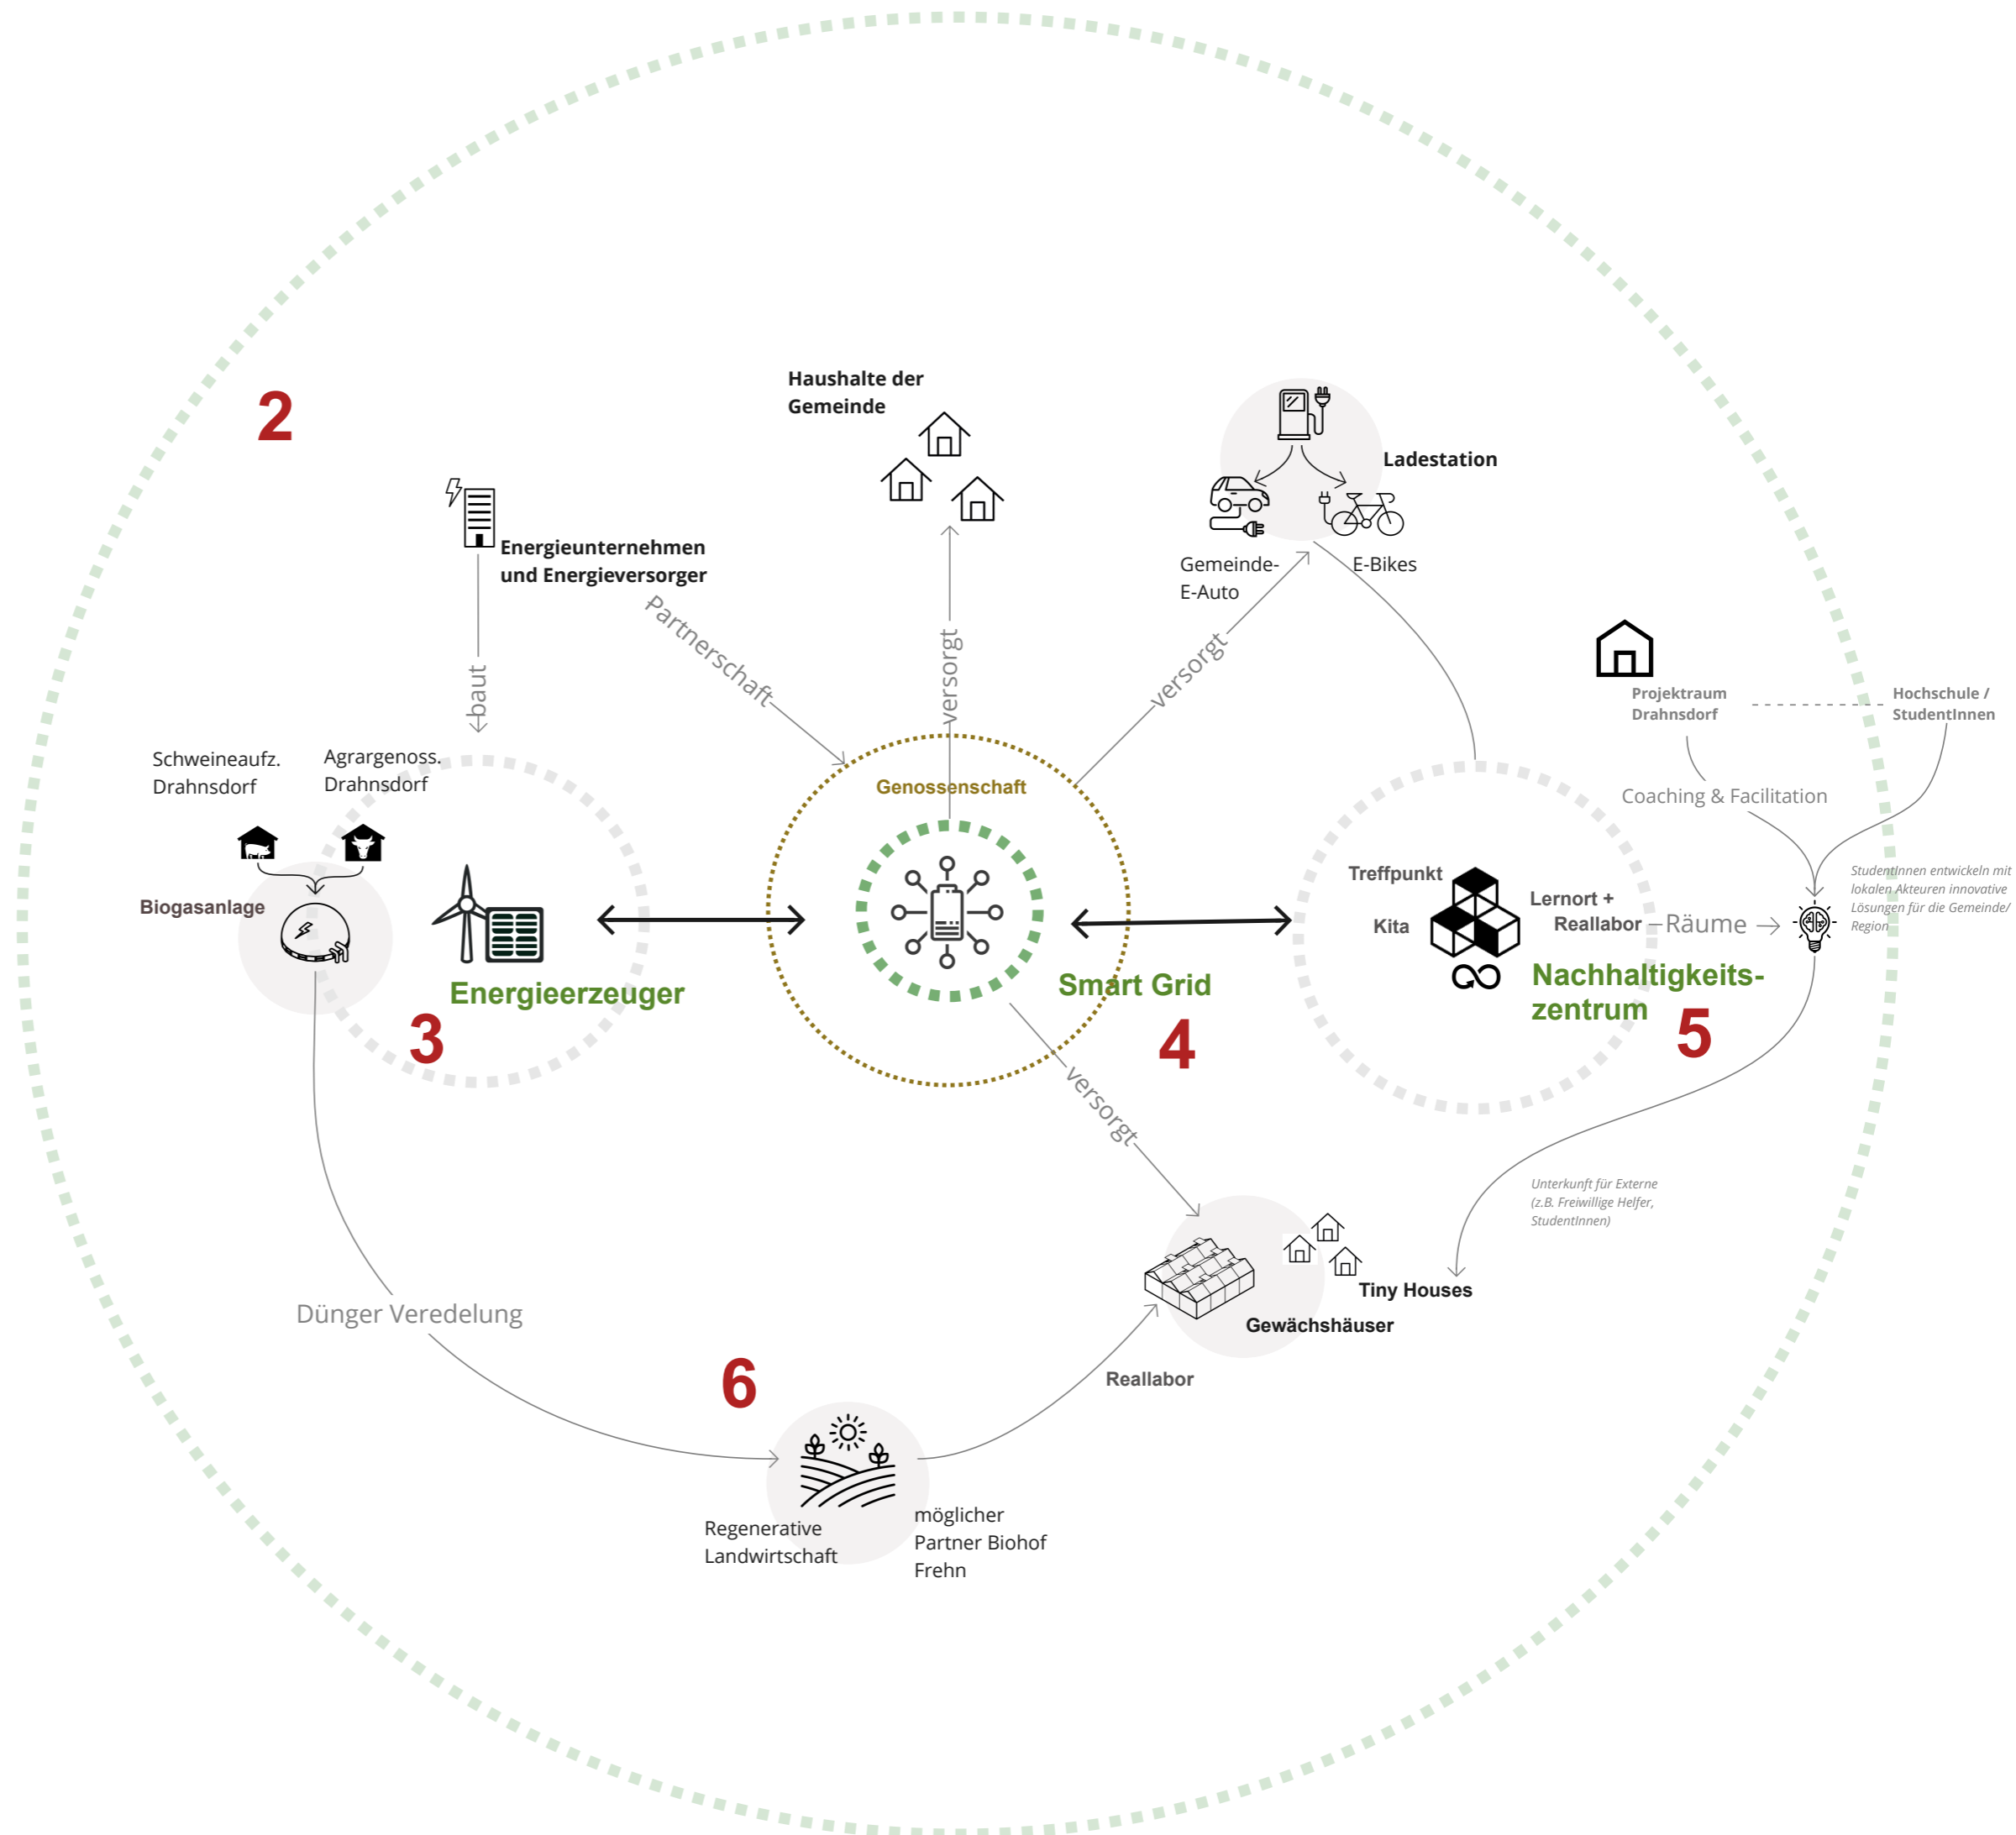 Haushalte der
Gemeinde
2
Ladestation
Energieunternehmen
und Energieversorger
Gemeinde-
E-Auto
E-Bikes
Partnerschaft
versorgt
versorgt
baut
Projektraum
Drahnsdorf
Hochschule /
StudentInnen
Schweineaufz.
Drahnsdorf
Agrargenoss.
Drahnsdorf
Genossenschaft
Coaching & Facilitation
Treffpunkt
StudentInnen entwickeln mit
lokalen Akteuren innovative
Lösungen für die Gemeinde/
Region
Biogasanlage
Kita
Lernort +
Reallabor
Räume
Energieerzeuger
Smart Grid
Nachhaltigkeits-
zentrum
3
4
5
versorgt
Unterkunft für Externe
(z.B. Freiwillige Helfer,
StudentInnen)
Tiny Houses
Dünger Veredelung
Gewächshäuser
6
Reallabor
Regenerative
Landwirtschaft
möglicher
Partner Biohof
Frehn